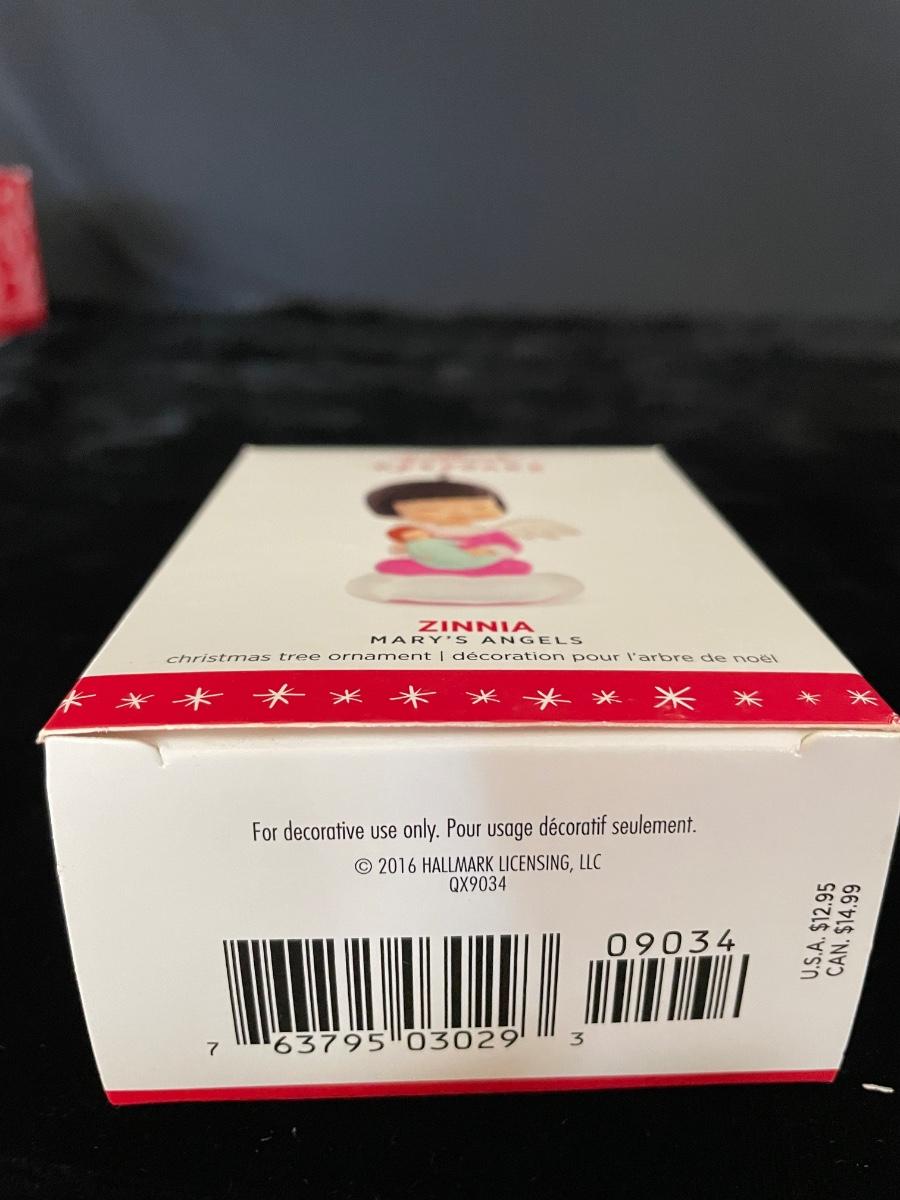 ZINNIA
MARY'S ANGELS
christmas tree ornament | décoration pour l'arbre de noël
For decorative use only. Pour usage décoratif seulement.
© 2016 HALLMARK LICENSING, LLC
QX9034
09034
7 63795 03029 3
U.S.A. $12.95
CAN. $14.99